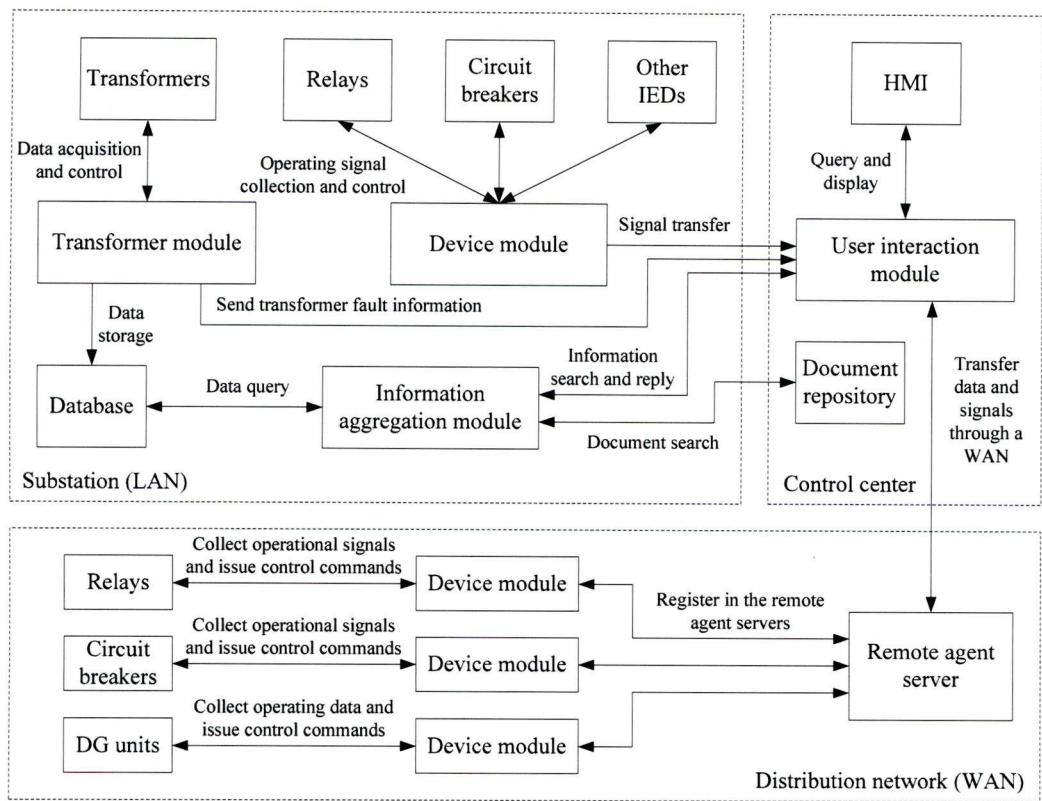 Transformers
Relays
Circuit
breakers
Other
IEDs
HMI
Data acquisition
and control
Operating signal
collection and control
Query and
display
Transformer module
Device module
Signal transfer
User interaction
module
Send transformer fault information
Data
storage
Information
search and reply
Document
repository
Transfer
data and
signals
through a
WAN
Database
Data query
Information
aggregation module
Document search
Substation (LAN)
Control center
Relays
Collect operational signals
and issue control commands
Device module
Register in the remote
agent servers
Circuit
breakers
Collect operational signals
and issue control commands
Device module
Remote agent
server
DG units
Collect operating data and
issue control commands
Device module
Distribution network (WAN)